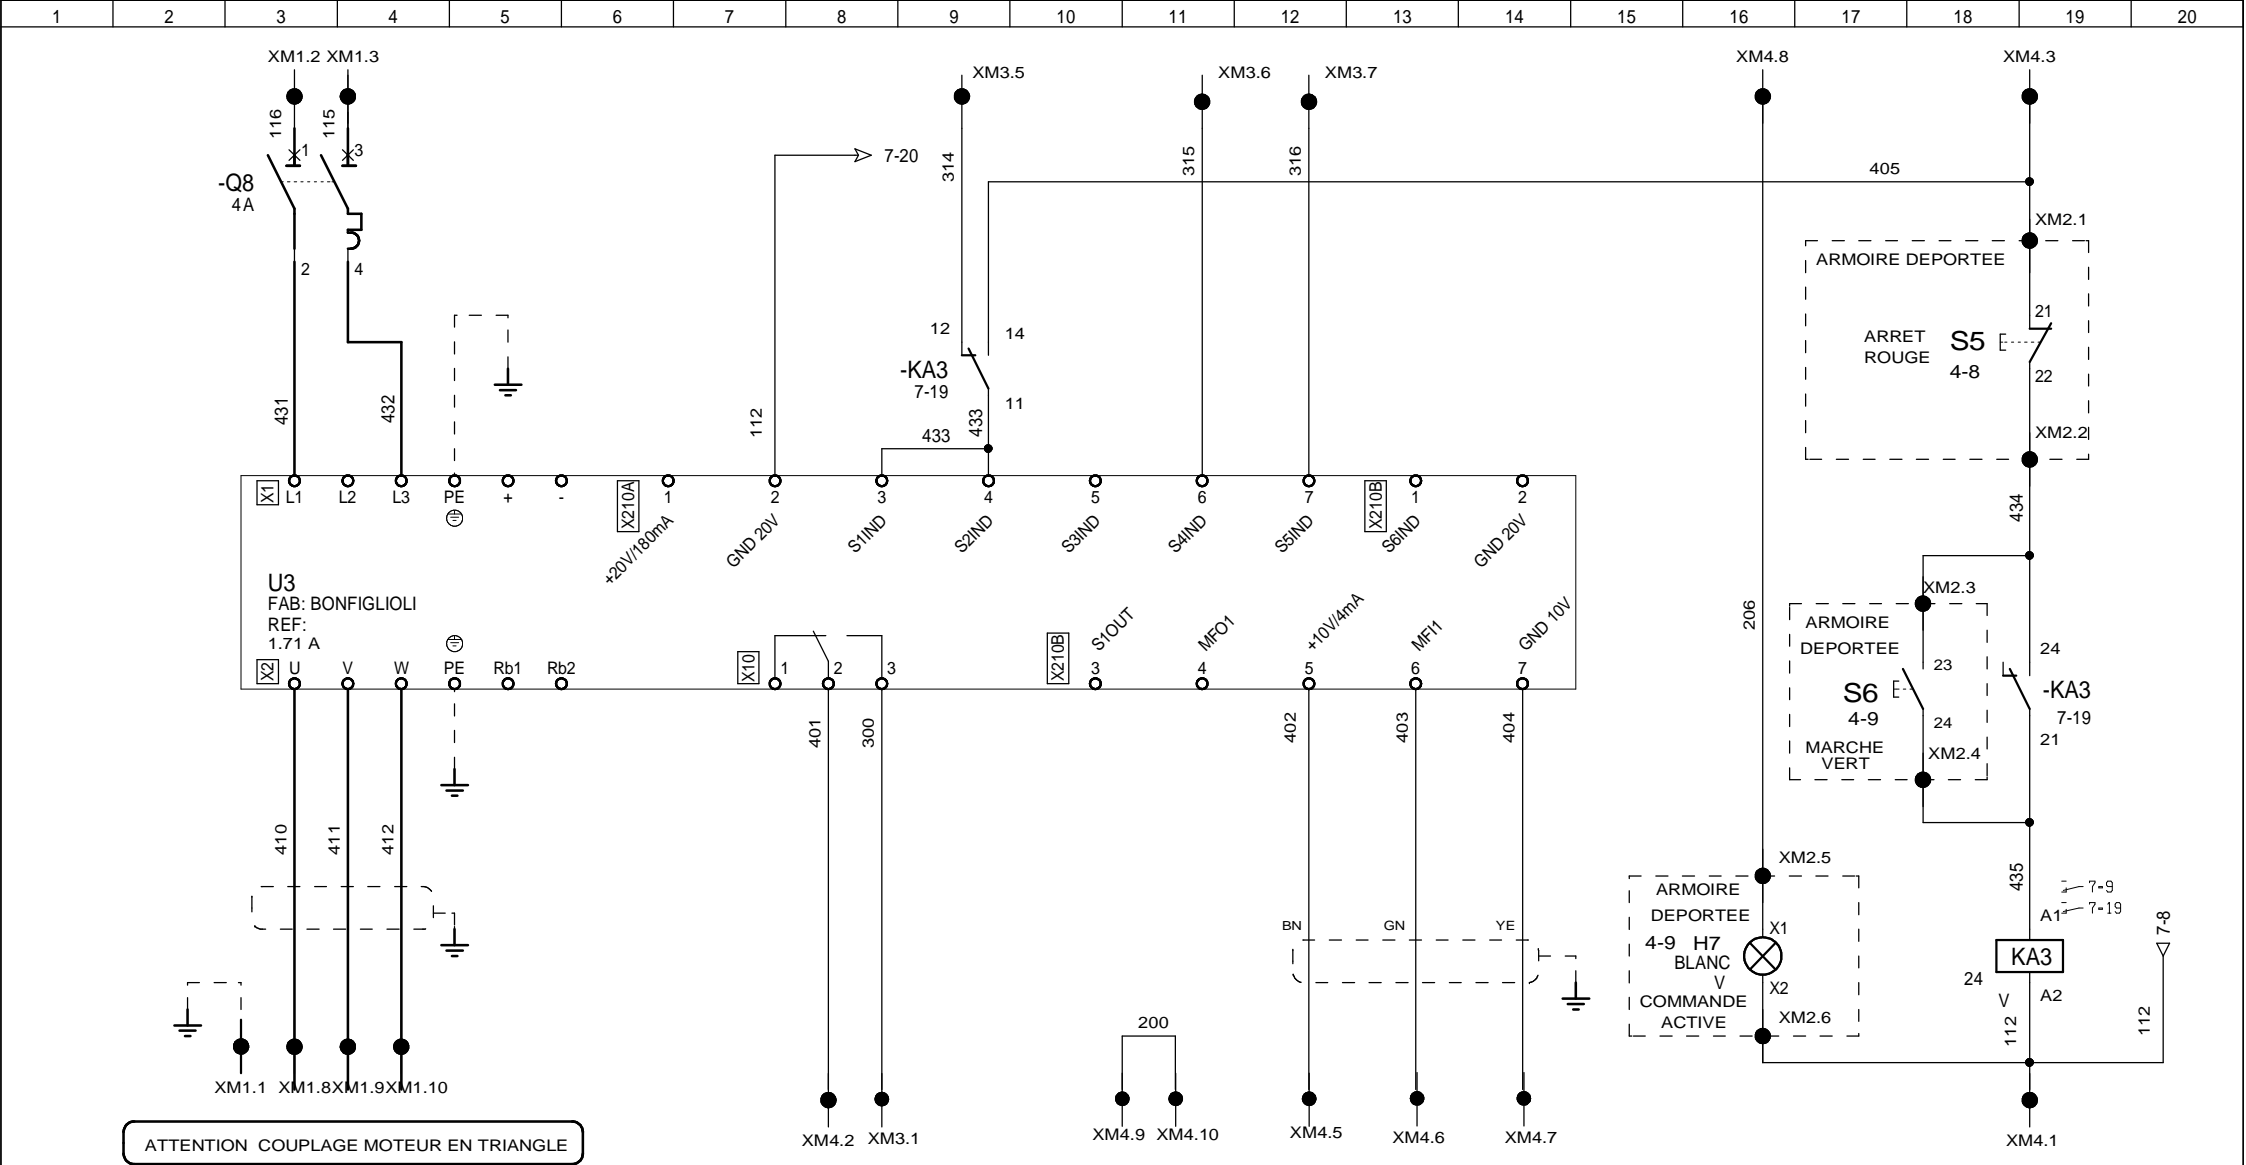 1 2 3 4 5 6 7 8 9 10 11 12 13 14 15 16 17 18 19 20
XM1.2 XM1.3
XM3.5
XM3.6
XM3.7
XM4.8
XM4.3
116
115
1
3
-Q8
4A
2
4
431
432
7-20
112
314
315
316
405
12
14
-KA3
7-19
11
433
433
XM2.1
ARMOIRE DEPORTEE
21
ARRET
ROUGE
S5
4-8
22
XM2.2
434
X1
L1 L2 L3 PE + -
X210A
1 2 3 4 5 6 7
X210B
1 2
+20V/180mA
GND 20V
S1IND
S2IND
S3IND
S4IND
S5IND
S6IND
GND 20V
U3
FAB: BONFIGLIOLI
REF:
1.71 A
X2
U V W PE Rb1 Rb2
X10
1 2 3
X210B
S1OUT
MFO1
+10V/4mA
MFI1
GND 10V
3 4 5 6 7
206
XM2.3
ARMOIRE
DEPORTEE
23
S6
4-9
24
MARCHE
VERT
XM2.4
24
-KA3
7-19
21
401
300
402
403
404
410
411
412
BN
GN
YE
XM2.5
ARMOIRE
DEPORTEE
X1
4-9 H7
BLANC
V
X2
COMMANDE
ACTIVE
XM2.6
435
7-9
7-19
A1
KA3
24
V
A2
112
7-8
112
200
XM1.1 XM1.8 XM1.9 XM1.10
XM4.2 XM3.1
XM4.9 XM4.10
XM4.5
XM4.6
XM4.7
XM4.1
ATTENTION COUPLAGE MOTEUR EN TRIANGLE